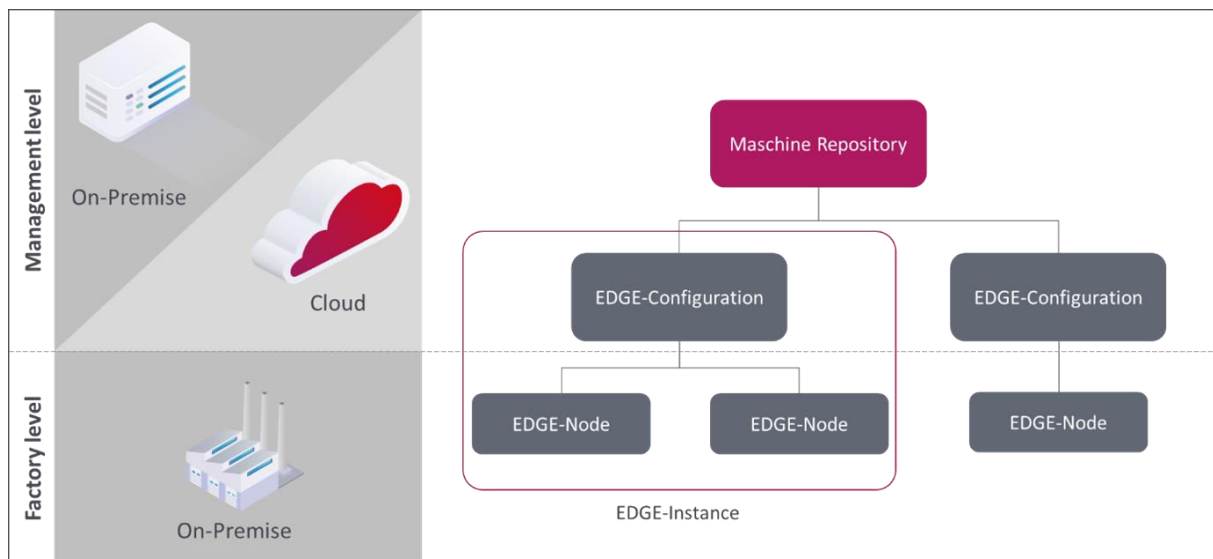 Management level
On-Premise
Cloud
Maschine Repository
EDGE-Configuration
EDGE-Configuration
Factory level
On-Premise
EDGE-Node
EDGE-Node
EDGE-Node
EDGE-Instance